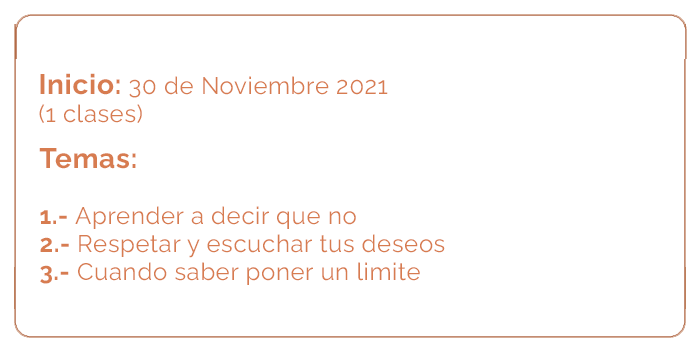 Inicio: 30 de Noviembre 2021
(1 clases)
Temas:
1.- Aprender a decir que no
2.- Respetar y escuchar tus deseos
3.- Cuando saber poner un limite